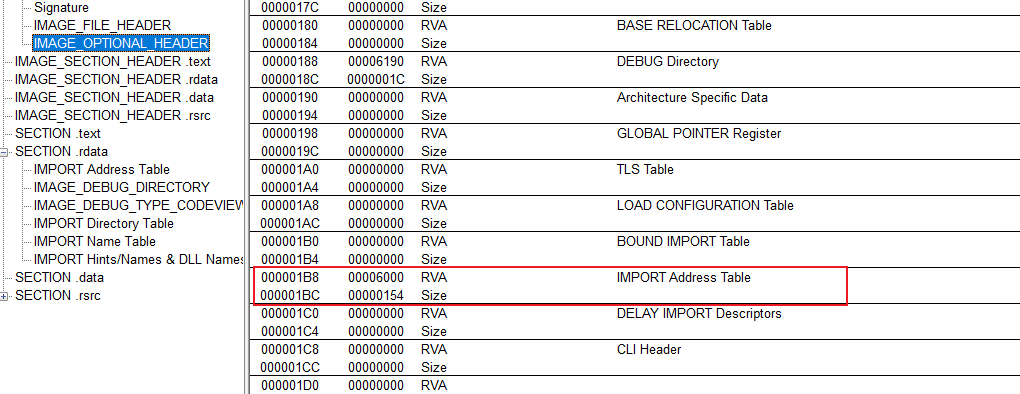 Signature
IMAGE_FILE_HEADER
IMAGE_OPTIONAL_HEADER
IMAGE_SECTION_HEADER .text
IMAGE_SECTION_HEADER .rdata
IMAGE_SECTION_HEADER .data
IMAGE_SECTION_HEADER .rsrc
SECTION .text
SECTION .rdata
IMPORT Address Table
IMAGE_DEBUG_DIRECTORY
IMAGE_DEBUG_TYPE_CODEVIEW
IMPORT Directory Table
IMPORT Name Table
IMPORT Hints/Names & DLL Names
SECTION .data
SECTION .rsrc
0000017C 00000000 Size
00000180 00000000 RVA BASE RELOCATION Table
00000184 00000000 Size
00000188 00006190 RVA DEBUG Directory
0000018C 0000001C Size
00000190 00000000 RVA Architecture Specific Data
00000194 00000000 Size
00000198 00000000 RVA GLOBAL POINTER Register
0000019C 00000000 Size
000001A0 00000000 RVA TLS Table
000001A4 00000000 Size
000001A8 00000000 RVA LOAD CONFIGURATION Table
000001AC 00000000 Size
000001B0 00000000 RVA BOUND IMPORT Table
000001B4 00000000 Size
000001B8 00006000 RVA IMPORT Address Table
000001BC 00000154 Size
000001C0 00000000 RVA DELAY IMPORT Descriptors
000001C4 00000000 Size
000001C8 00000000 RVA CLI Header
000001CC 00000000 Size
000001D0 00000000 RVA